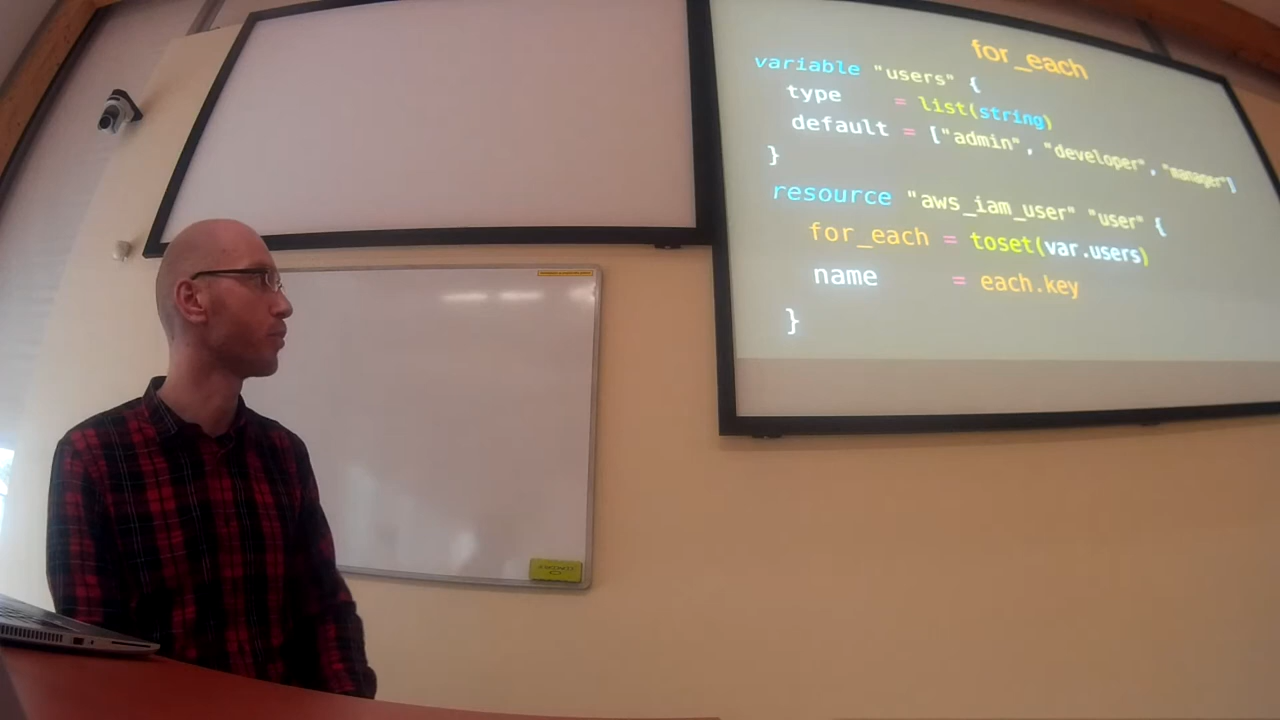 for_each
variable "users" {
type = list(string)
default = ["admin", "developer", "manager"]
}
resource "aws_iam_user" "user" {
for_each = toset(var.users)
name = each.key
}